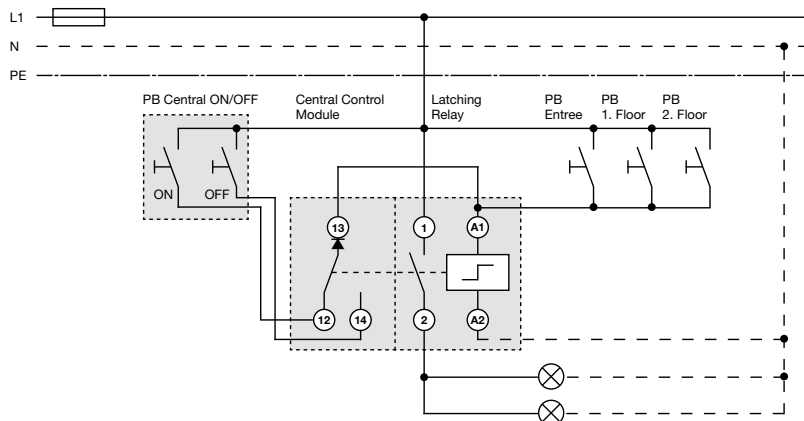 L1
N
PE
PB Central ON/OFF
Central Control
Module
Latching
Relay
PB
Entree
PB
1. Floor
PB
2. Floor
ON
OFF
13
1
A1
12
14
2
A2